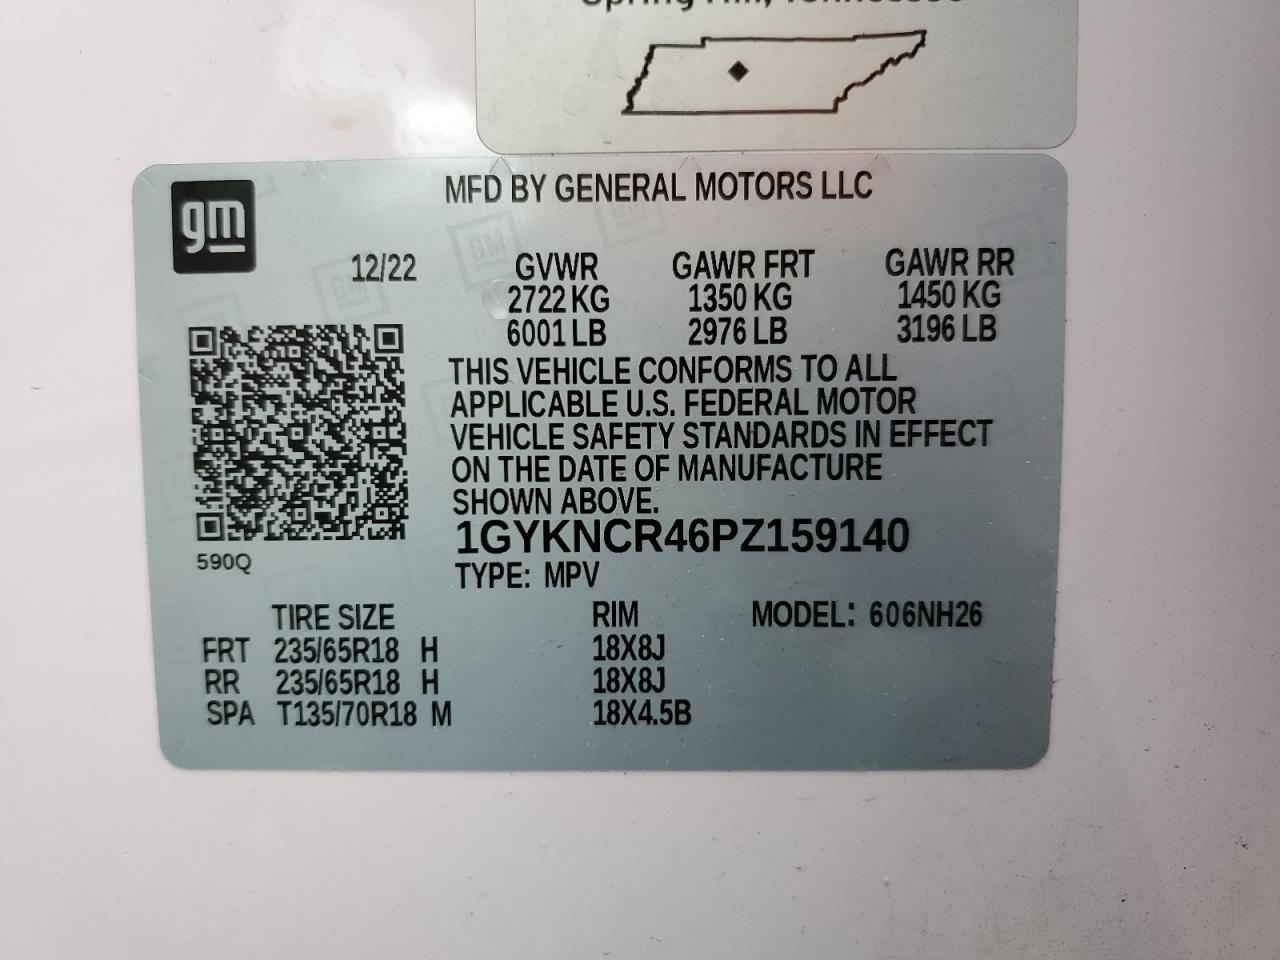 Spring Hill, Tennessee
gm
MFD BY GENERAL MOTORS LLC
12/22
GVWR GAWR FRT GAWR RR
2722 KG 1350 KG 1450 KG
6001 LB 2976 LB 3196 LB
THIS VEHICLE CONFORMS TO ALL
APPLICABLE U.S. FEDERAL MOTOR
VEHICLE SAFETY STANDARDS IN EFFECT
ON THE DATE OF MANUFACTURE
SHOWN ABOVE.
1GYKNCR46PZ159140
590Q
TYPE: MPV
TIRE SIZE RIM MODEL: 606NH26
FRT 235/65R18 H 18X8J
RR 235/65R18 H 18X8J
SPA T135/70R18 M 18X4.5B